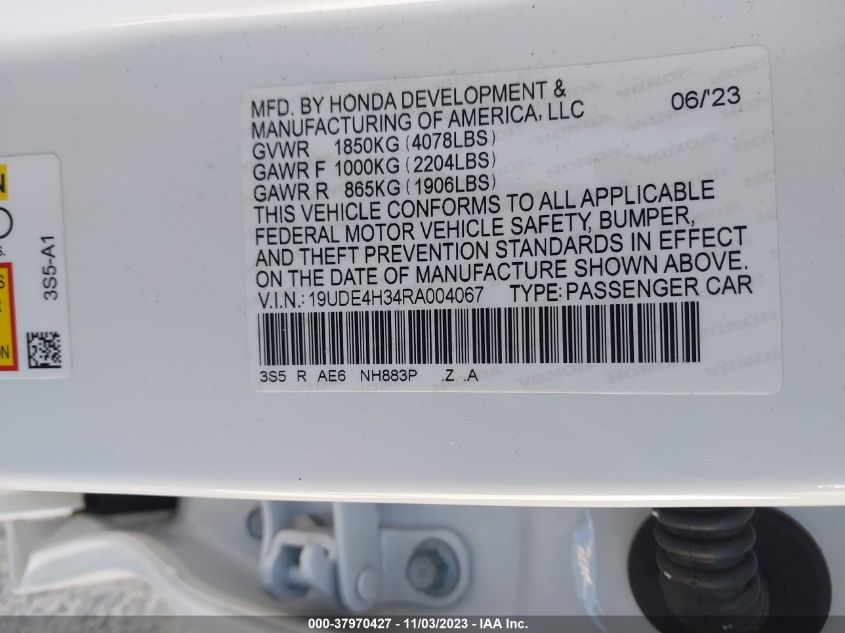 MFD. BY HONDA DEVELOPMENT &
MANUFACTURING OF AMERICA, LLC 06/'23
GVWR 1850KG (4078LBS)
GAWR F 1000KG (2204LBS)
GAWR R 865KG (1906LBS)
THIS VEHICLE CONFORMS TO ALL APPLICABLE
FEDERAL MOTOR VEHICLE SAFETY, BUMPER,
AND THEFT PREVENTION STANDARDS IN EFFECT
ON THE DATE OF MANUFACTURE SHOWN ABOVE.
V.I.N.: 19UDE4H34RA004067 TYPE: PASSENGER CAR
3S5 R AE6 NH883P .Z .A
3S5-A1
000-37970427 - 11/03/2023 - IAA Inc.